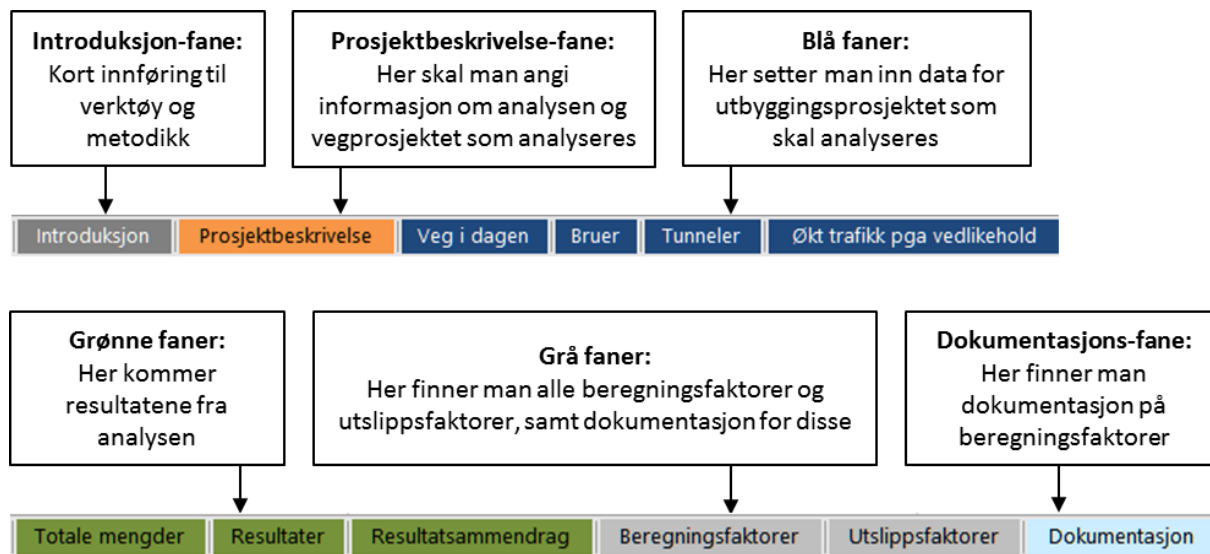 Introduksjon-fane:
Kort innføring til
verktøy og
metodikk
Prosjektbeskrivelse-fane:
Her skal man angi
informasjon om analysen og
vegprosjektet som analyseres
Blå faner:
Her setter man inn data for
utbyggingsprosjektet som
skal analyseres
Introduksjon
Prosjektbeskrivelse
Veg i dagen
Bruer
Tunneler
Økt trafikk pga vedlikehold
Grønne faner:
Her kommer
resultatene fra
analysen
Grå faner:
Her finner man alle beregningsfaktorer og
utslippsfaktorer, samt dokumentasjon for disse
Dokumentasjons-fane:
Her finner man
dokumentasjon på
beregningsfaktorer
Totale mengder
Resultater
Resultatsammendrag
Beregningsfaktorer
Utslippsfaktorer
Dokumentasjon